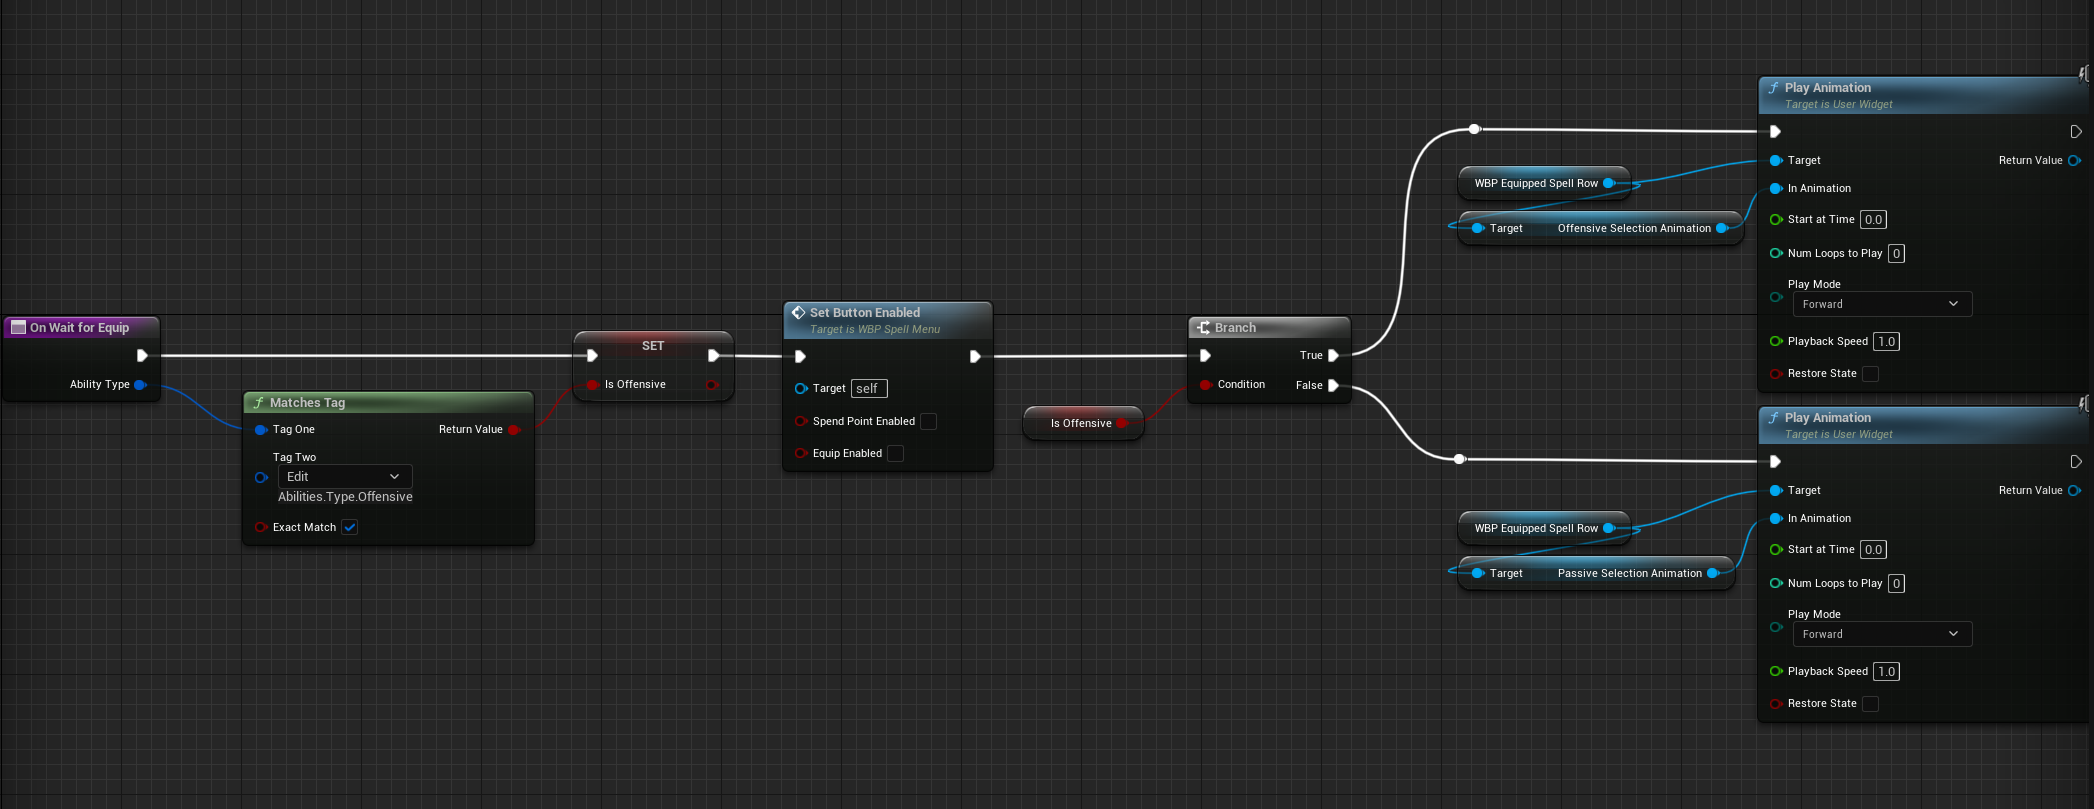 On Wait for Equip
Ability Type
Matches Tag
Tag One
Return Value
Tag Two
Edit
Abilities.Type.Offensive
Exact Match
SET
Is Offensive
Set Button Enabled
Target is WBP Spell Menu
Target self
Spend Point Enabled
Equip Enabled
Is Offensive
Branch
True
Condition
False
WBP Equipped Spell Row
Target Offensive Selection Animation
Play Animation
Target is User Widget
Target
Return Value
In Animation
Start at Time 0.0
Num Loops to Play 0
Play Mode
Forward
Playback Speed 1.0
Restore State
WBP Equipped Spell Row
Target Passive Selection Animation
Play Animation
Target is User Widget
Target
Return Value
In Animation
Start at Time 0.0
Num Loops to Play 0
Play Mode
Forward
Playback Speed 1.0
Restore State